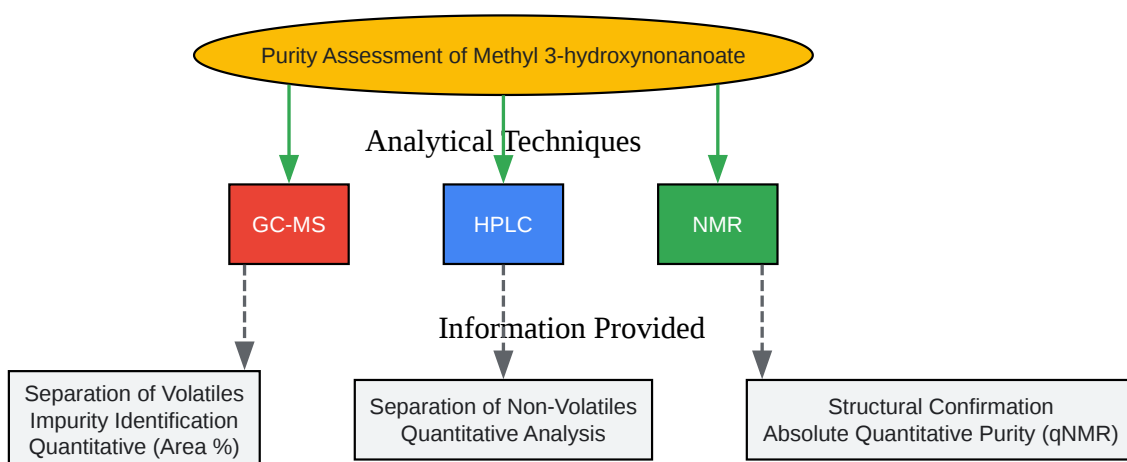 Purity Assessment of Methyl 3-hydroxynonanoate
Analytical Techniques
GC-MS
HPLC
NMR
Information Provided
Separation of Volatiles
Impurity Identification
Quantitative (Area %)
Separation of Non-Volatiles
Quantitative Analysis
Structural Confirmation
Absolute Quantitative Purity (qNMR)